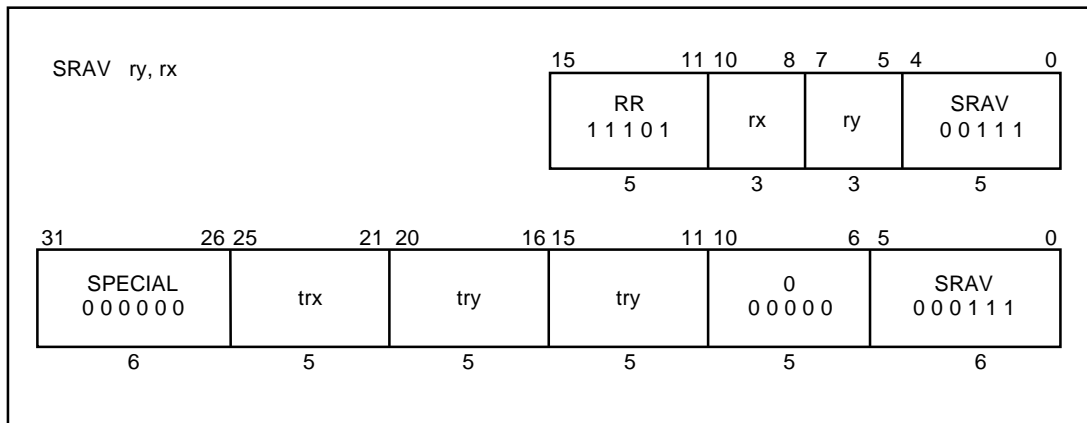 SRAV ry, rx
15 11 10 8 7 5 4 0
RR rx ry SRAV
1 1 1 0 1 0 0 1 1 1
5 3 3 5
31 26 25 21 20 16 15 11 10 6 5 0
SPECIAL trx try try 0 SRAV
0 0 0 0 0 0 0 0 0 0 0 0 0 0 1 1 1
6 5 5 5 5 6